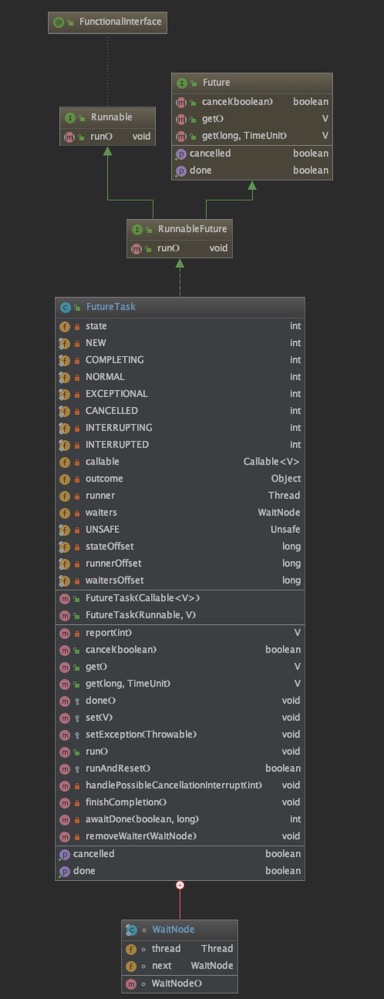 FunctionalInterface
Runnable
run() void
Future
cancel(boolean) boolean
get() V
get(long, TimeUnit) V
cancelled boolean
done boolean
RunnableFuture
run() void
FutureTask
state int
NEW int
COMPLETING int
NORMAL int
EXCEPTIONAL int
CANCELLED int
INTERRUPTING int
INTERRUPTED int
callable Callable<V>
outcome Object
runner Thread
waiters WaitNode
UNSAFE Unsafe
stateOffset long
runnerOffset long
waitersOffset long
FutureTask(Callable<V>)
FutureTask(Runnable, V)
report(int) V
cancel(boolean) boolean
get() V
get(long, TimeUnit) V
done() void
set(V) void
setException(Throwable) void
run() void
runAndReset() boolean
handlePossibleCancellationInterrupt(int) void
finishCompletion() void
awaitDone(boolean, long) int
removeWaiter(WaitNode) void
cancelled boolean
done boolean
WaitNode
thread Thread
next WaitNode
WaitNode()